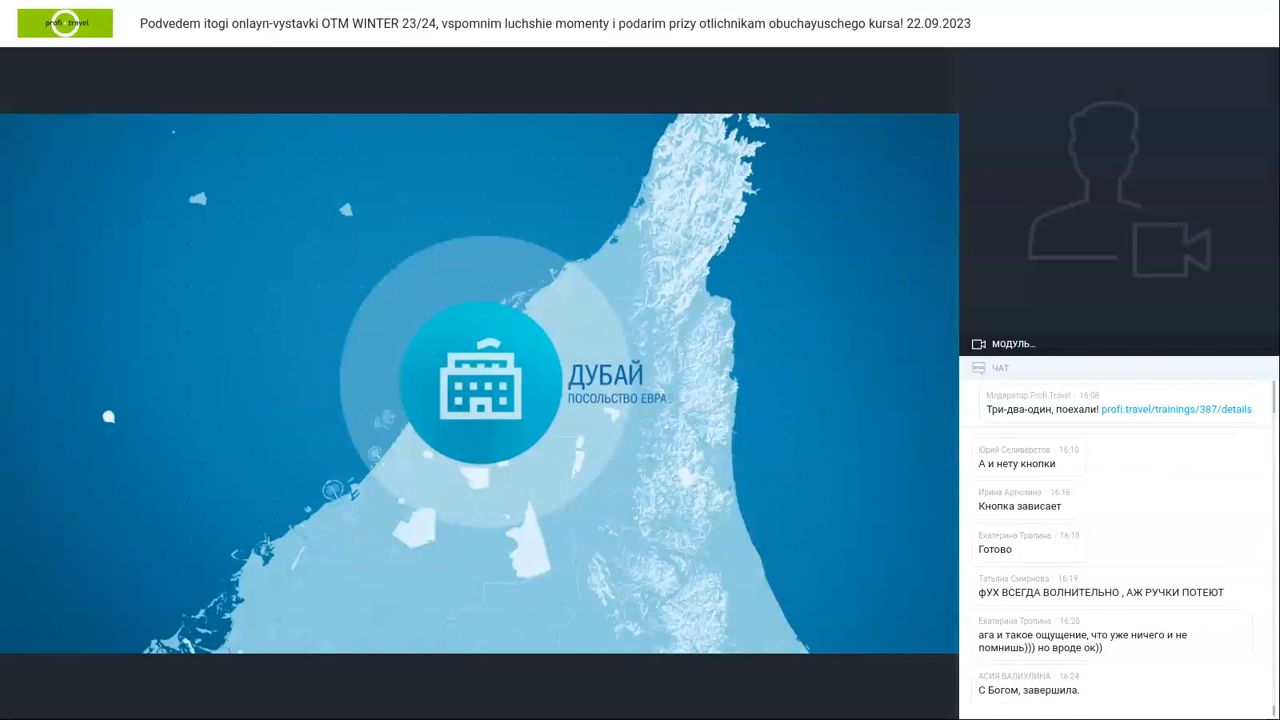 profi travel
Podvedem itogi onlayn-vystavki OTM WINTER 23/24, vspomnim luchshie momenty i podarim prizy otlichnikam obuchayuschego kursa! 22.09.2023
ДУБАЙ
ПОСОЛЬСТВО ЕВРА
МОДУЛЬ…
ЧАТ
Модератор Profi.Travel · 16:08
Три-два-один, поехали! profi.travel/trainings/387/details
Юрий Селивёрстов · 16:10
А и нету кнопки
Ирина Артюхина · 16:16
Кнопка зависает
Екатерина Тропина · 16:18
Готово
Татьяна Смирнова · 16:19
фУХ ВСЕГДА ВОЛНИТЕЛЬНО , АЖ РУЧКИ ПОТЕЮТ
Екатерина Тропина · 16:20
ага и такое ощущение, что уже ничего и не
помнишь))) но вроде ок))
АСИЯ ВАЛИУЛИНА · 16:24
С Богом, завершила.